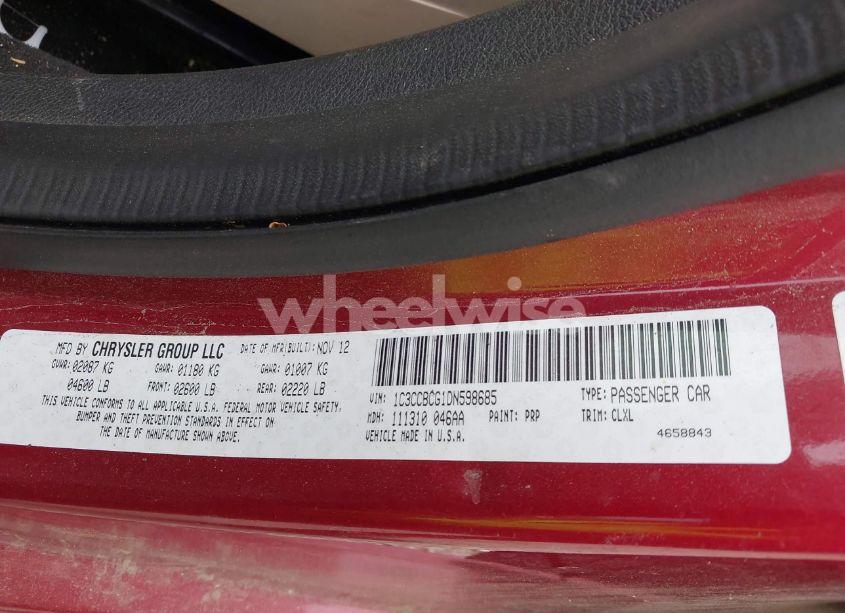 wheelwise
MFD BY CHRYSLER GROUP LLC DATE OF MFR(BUILT): NOV 12
GVWR: 02087 KG GAWR: 01180 KG GAWR: 01007 KG
04600 LB FRONT: 02600 LB REAR: 02220 LB
THIS VEHICLE CONFORMS TO ALL APPLICABLE U.S.A. FEDERAL MOTOR VEHICLE SAFETY,
BUMPER AND THEFT PREVENTION STANDARDS IN EFFECT ON
THE DATE OF MANUFACTURE SHOWN ABOVE.
VIN: 1C3CCBCG1DN598685 TYPE: PASSENGER CAR
MDH: 111310 046AA PAINT: PRP TRIM: CLXL
VEHICLE MADE IN U.S.A. 4658843